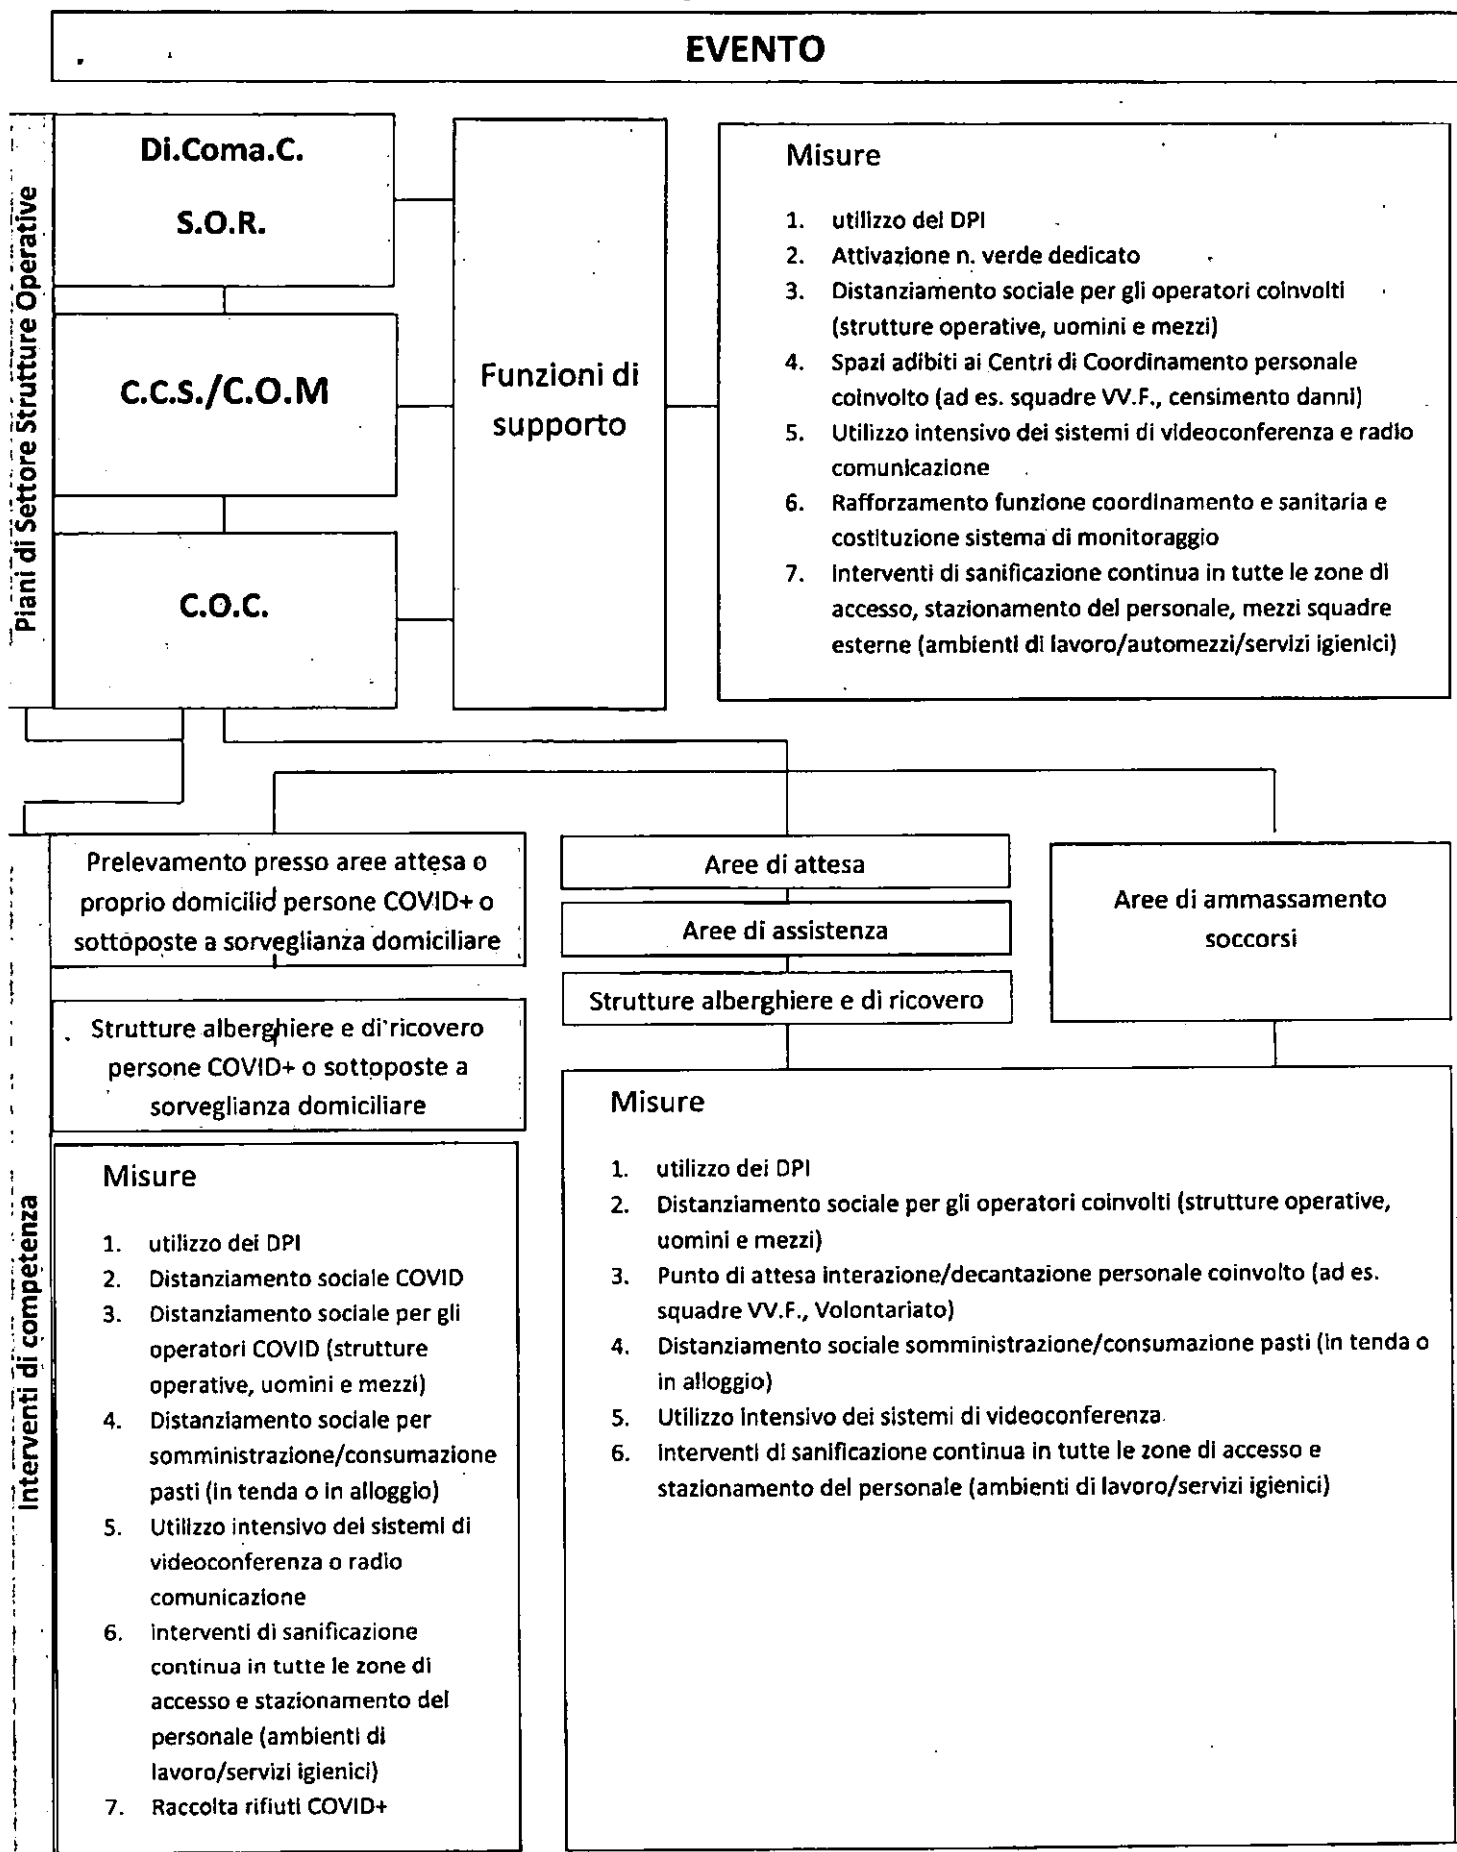 EVENTO
Piani di Settore Strutture Operative
Di.Coma.C.
S.O.R.
C.C.S./C.O.M
C.O.C.
Funzioni di
supporto
Misure
1. utilizzo dei DPI
2. Attivazione n. verde dedicato
3. Distanziamento sociale per gli operatori coinvolti
(strutture operative, uomini e mezzi)
4. Spazi adibiti ai Centri di Coordinamento personale
coinvolto (ad es. squadre VV.F., censimento danni)
5. Utilizzo intensivo dei sistemi di videoconferenza e radio
comunicazione
6. Rafforzamento funzione coordinamento e sanitaria e
costituzione sistema di monitoraggio
7. interventi di sanificazione continua in tutte le zone di
accesso, stazionamento del personale, mezzi squadre
esterne (ambienti di lavoro/automezzi/servizi igienici)
Interventi di competenza
Prelevamento presso aree attesa o
proprio domicilio persone COVID+ o
sottoposte a sorveglianza domiciliare
Strutture alberghiere e di ricovero
persone COVID+ o sottoposte a
sorveglianza domiciliare
Misure
1. utilizzo dei DPI
2. Distanziamento sociale COVID
3. Distanziamento sociale per gli
operatori COVID (strutture
operative, uomini e mezzi)
4. Distanziamento sociale per
somministrazione/consumazione
pasti (in tenda o in alloggio)
5. Utilizzo intensivo dei sistemi di
videoconferenza o radio
comunicazione
6. interventi di sanificazione
continua in tutte le zone di
accesso e stazionamento del
personale (ambienti di
lavoro/servizi igienici)
7. Raccolta rifiuti COVID+
Aree di attesa
Aree di assistenza
Strutture alberghiere e di ricovero
Aree di ammassamento
soccorsi
Misure
1. utilizzo dei DPI
2. Distanziamento sociale per gli operatori coinvolti (strutture operative,
uomini e mezzi)
3. Punto di attesa interazione/decantazione personale coinvolto (ad es.
squadre VV.F., Volontariato)
4. Distanziamento sociale somministrazione/consumazione pasti (in tenda o
in alloggio)
5. Utilizzo intensivo dei sistemi di videoconferenza
6. interventi di sanificazione continua in tutte le zone di accesso e
stazionamento del personale (ambienti di lavoro/servizi igienici)